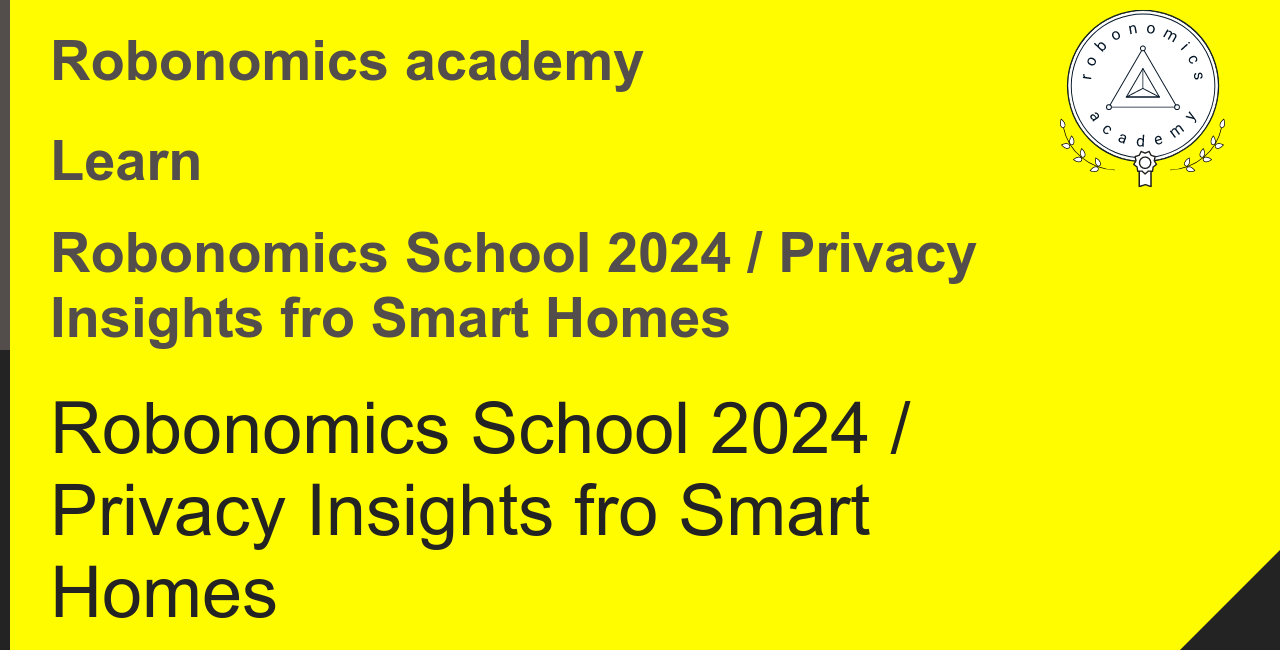 Robonomics academy
robonomics
academy
Learn
Robonomics School 2024 / Privacy
Insights fro Smart Homes
Robonomics School 2024 /
Privacy Insights fro Smart
Homes